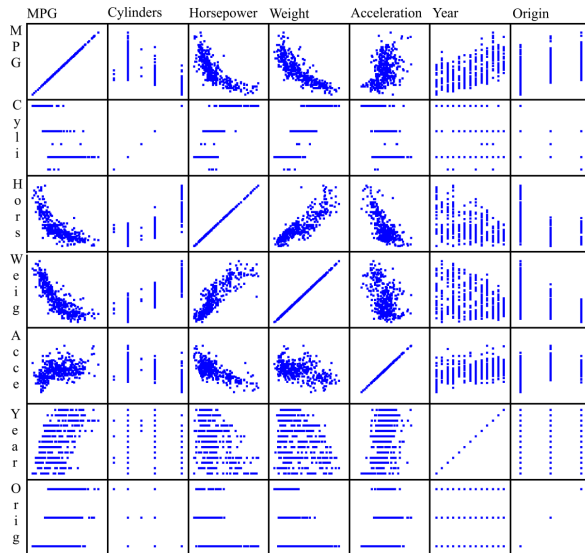 MPG Cylinders Horsepower Weight Acceleration Year Origin
M
P
G
C
y
l
i
H
o
r
s
W
e
i
g
A
c
c
e
Y
e
a
r
O
r
i
g